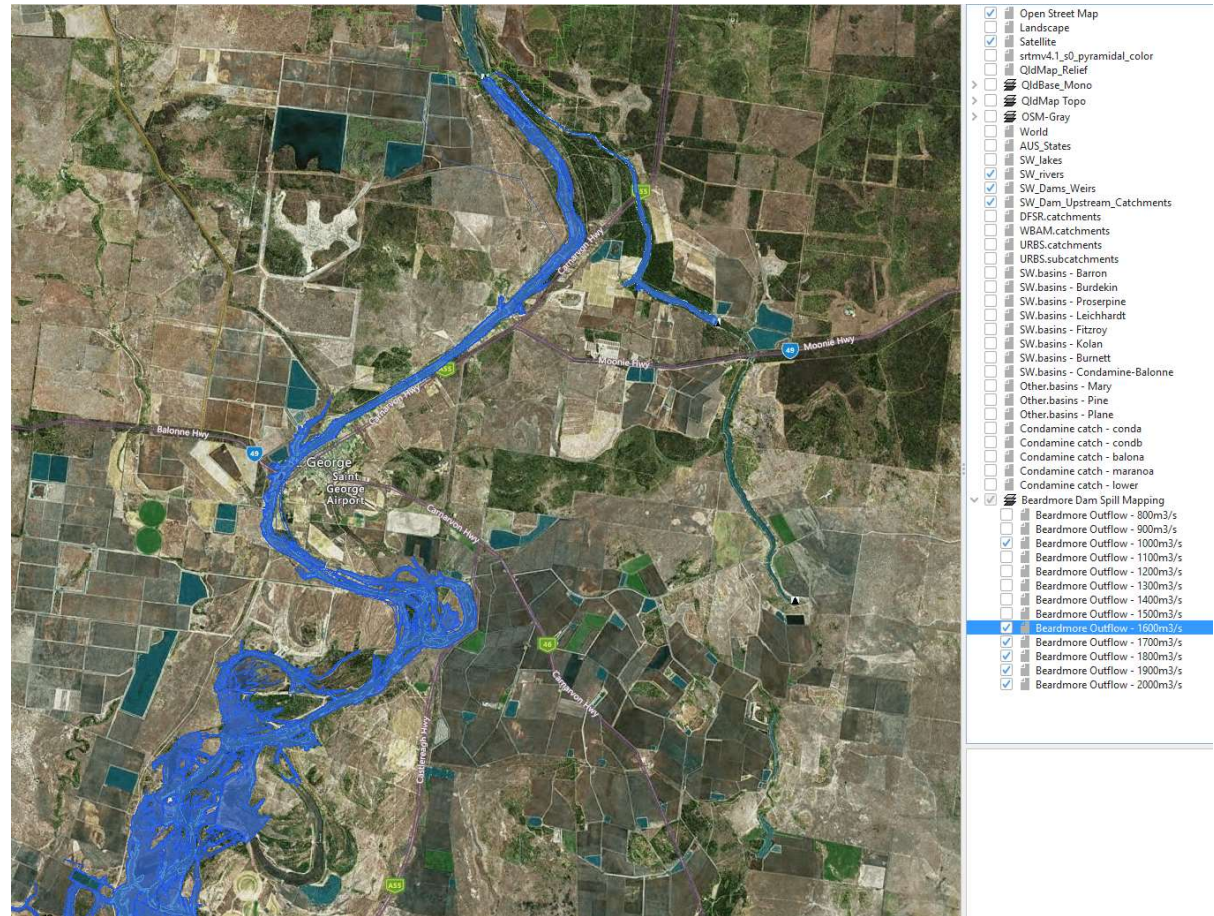 A55
Carnarvon Hwy
49
Moonie Hwy
Moonie Hwy
A55
Carnarvon Hwy
Balonne Hwy
49
George
Saint
George
Airport
Carnarvon Hwy
46
Carnarvon Hwy
Castlereagh Hwy
A55
Open Street Map
Landscape
Satellite
srtmv4.1_s0_pyramidal_color
QldMap_Relief
QldBase_Mono
QldMap Topo
OSM-Gray
World
AUS_States
SW_lakes
SW_rivers
SW_Dams_Weirs
SW_Dam_Upstream_Catchments
DFSR.catchments
WBAM.catchments
URBS.catchments
URBS.subcatchments
SW.basins - Barron
SW.basins - Burdekin
SW.basins - Proserpine
SW.basins - Leichhardt
SW.basins - Fitzroy
SW.basins - Kolan
SW.basins - Burnett
SW.basins - Condamine-Balonne
Other.basins - Mary
Other.basins - Pine
Other.basins - Plane
Condamine catch - conda
Condamine catch - condb
Condamine catch - balona
Condamine catch - maranoa
Condamine catch - lower
Beardmore Dam Spill Mapping
Beardmore Outflow - 800m3/s
Beardmore Outflow - 900m3/s
Beardmore Outflow - 1000m3/s
Beardmore Outflow - 1100m3/s
Beardmore Outflow - 1200m3/s
Beardmore Outflow - 1300m3/s
Beardmore Outflow - 1400m3/s
Beardmore Outflow - 1500m3/s
Beardmore Outflow - 1600m3/s
Beardmore Outflow - 1700m3/s
Beardmore Outflow - 1800m3/s
Beardmore Outflow - 1900m3/s
Beardmore Outflow - 2000m3/s